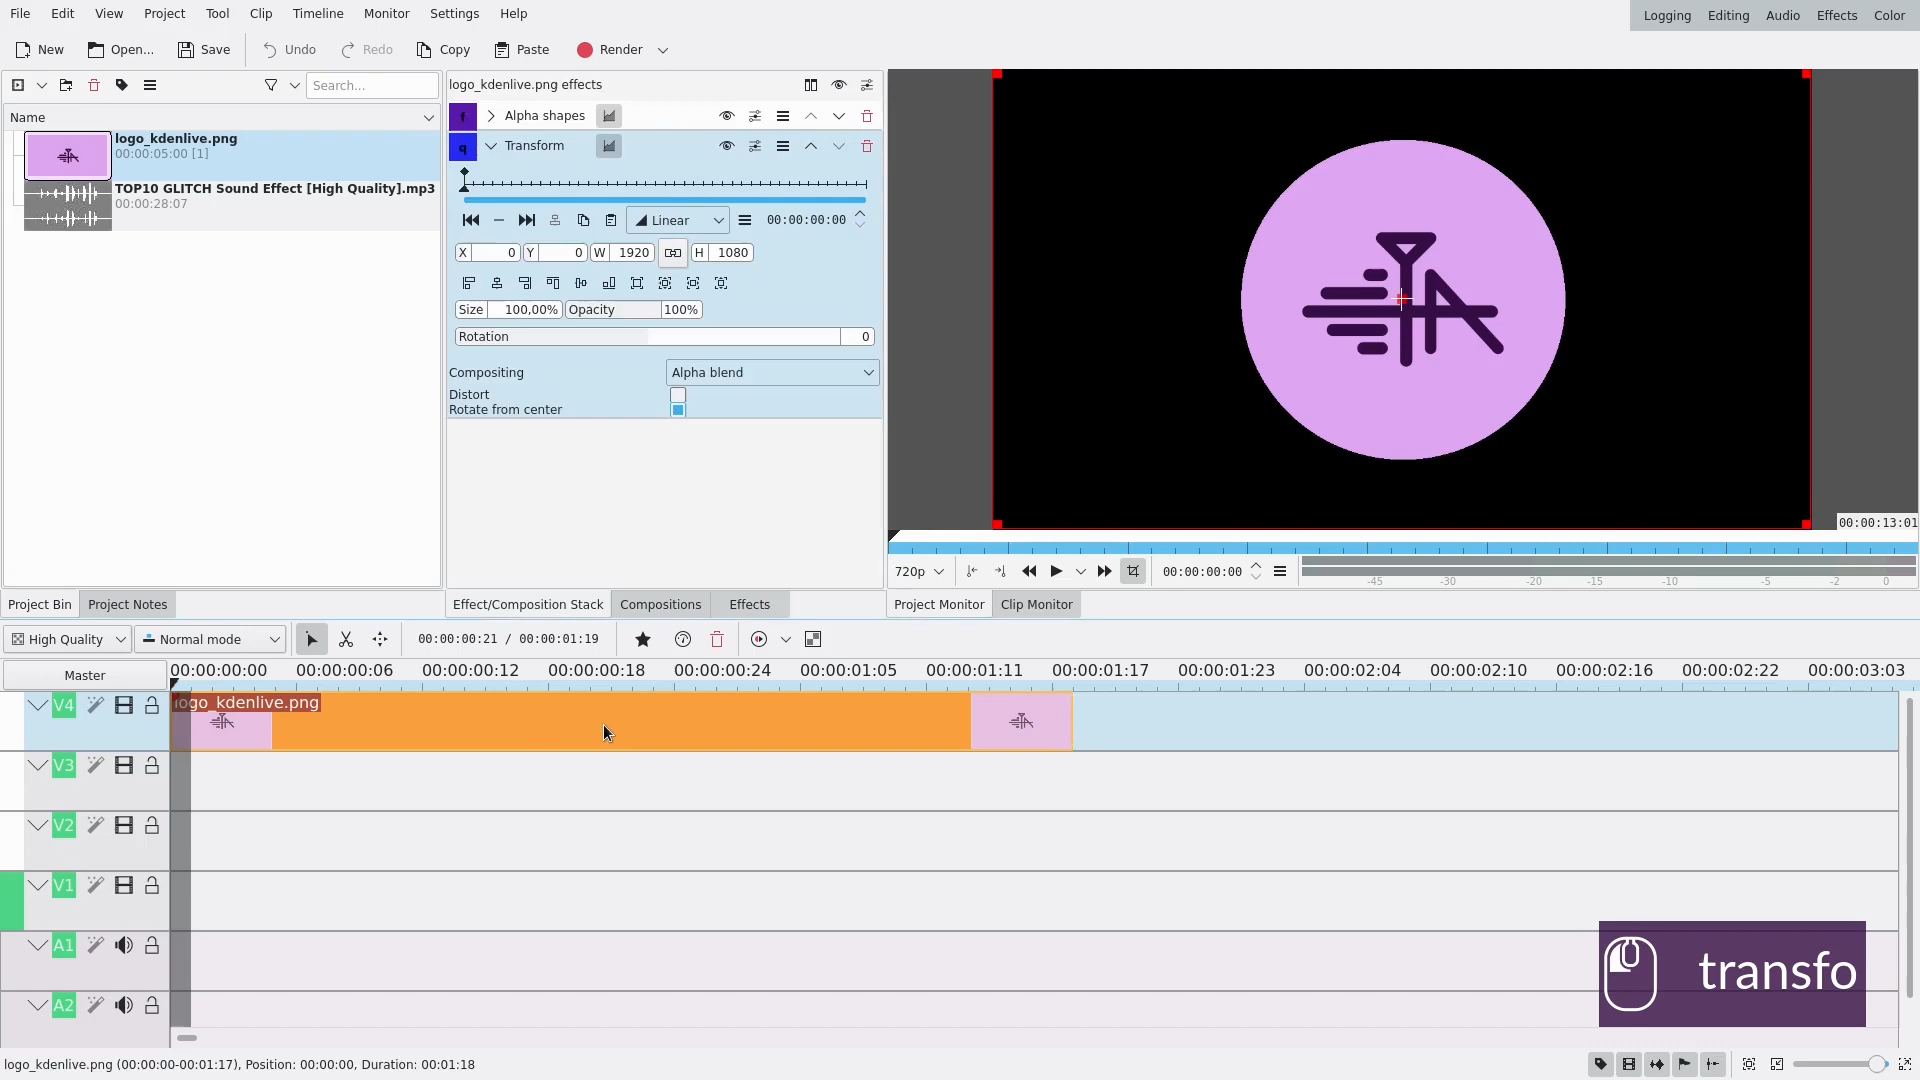 File Edit View Project Tool Clip Timeline Monitor Settings Help
Logging Editing Audio Effects Color
New Open... Save Undo Redo Copy Paste Render
Search...
logo_kdenlive.png effects
Name
logo_kdenlive.png
00:00:05:00 [1]
TOP10 GLITCH Sound Effect [High Quality].mp3
00:00:28:07
f Alpha shapes
q Transform
Linear 00:00:00:00
X 0 Y 0 W 1920 H 1080
Size 100,00% Opacity 100%
Rotation 0
Compositing Alpha blend
Distort
Rotate from center
00:00:13:01
720p 00:00:00:00
-45 -30 -20 -15 -10 -5 -2 0
Project Bin Project Notes
Effect/Composition Stack Compositions Effects
Project Monitor Clip Monitor
High Quality Normal mode 00:00:00:21 / 00:00:01:19
Master 00:00:00:00 00:00:00:06 00:00:00:12 00:00:00:18 00:00:00:24 00:00:01:05 00:00:01:11 00:00:01:17 00:00:01:23 00:00:02:04 00:00:02:10 00:00:02:16 00:00:02:22 00:00:03:03
V4 logo_kdenlive.png
V3
V2
V1
A1
A2
transfo
logo_kdenlive.png (00:00:00-00:01:17), Position: 00:00:00, Duration: 00:01:18